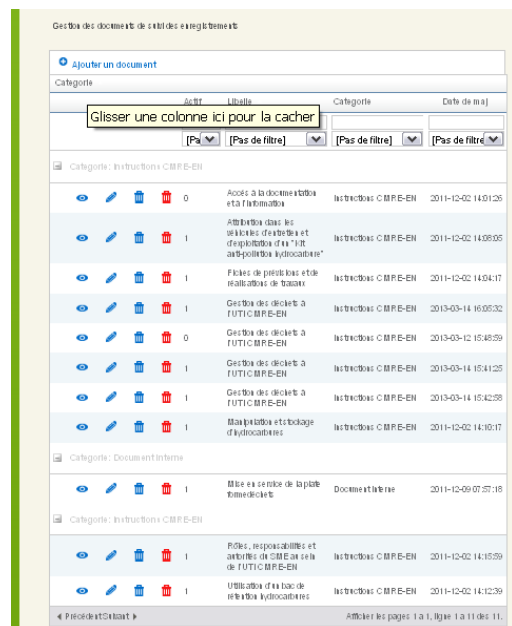 Gestion des documents de suivi des enregistrements
Ajouter un document
Categorie
Actif Libelle Categorie Date de maj
Glisser une colonne ici pour la cacher
[Pa [Pas de filtre] [Pas de filtre] [Pas de filtre
Categorie: Instructions CMRE-EN
0 Accès à la documentation Instructions CMRE-EN 2011-12-02 14:01:26
et à l'information
1 Attribution dans les Instructions CMRE-EN 2011-12-02 14:08:05
véhicules d'entretien et
d'exploitation d'un "Kit
anti-pollution hydrocarbure"
1 Fiches de prévisions et de Instructions CMRE-EN 2011-12-02 14:04:17
réalisations de travaux
1 Gestion des déchets à Instructions CMRE-EN 2013-03-14 16:05:32
l'UTICMRE-EN
0 Gestion des déchets à Instructions CMRE-EN 2013-03-12 15:48:59
l'UTICMRE-EN
1 Gestion des déchets à Instructions CMRE-EN 2013-03-14 15:41:25
l'UTICMRE-EN
1 Gestion des déchets à Instructions CMRE-EN 2013-03-14 15:42:58
l'UTICMRE-EN
1 Manipulation et stockage Instructions CMRE-EN 2011-12-02 14:10:17
d'hydrocarbures
Categorie: Document Interne
1 Mise en service de la plate Document Interne 2011-12-09 07:57:18
forme déchets
Categorie: Instructions CMRE-EN
1 Rôles, responsabilités et Instructions CMRE-EN 2011-12-02 14:15:59
autorités du SME au sein
de l'UTICMRE-EN
1 Utilisation d'un bac de Instructions CMRE-EN 2011-12-02 14:12:39
rétention hydrocarbures
Précédent Suivant Afficher les pages 1 a 1, ligne 1 a 11 des 11.